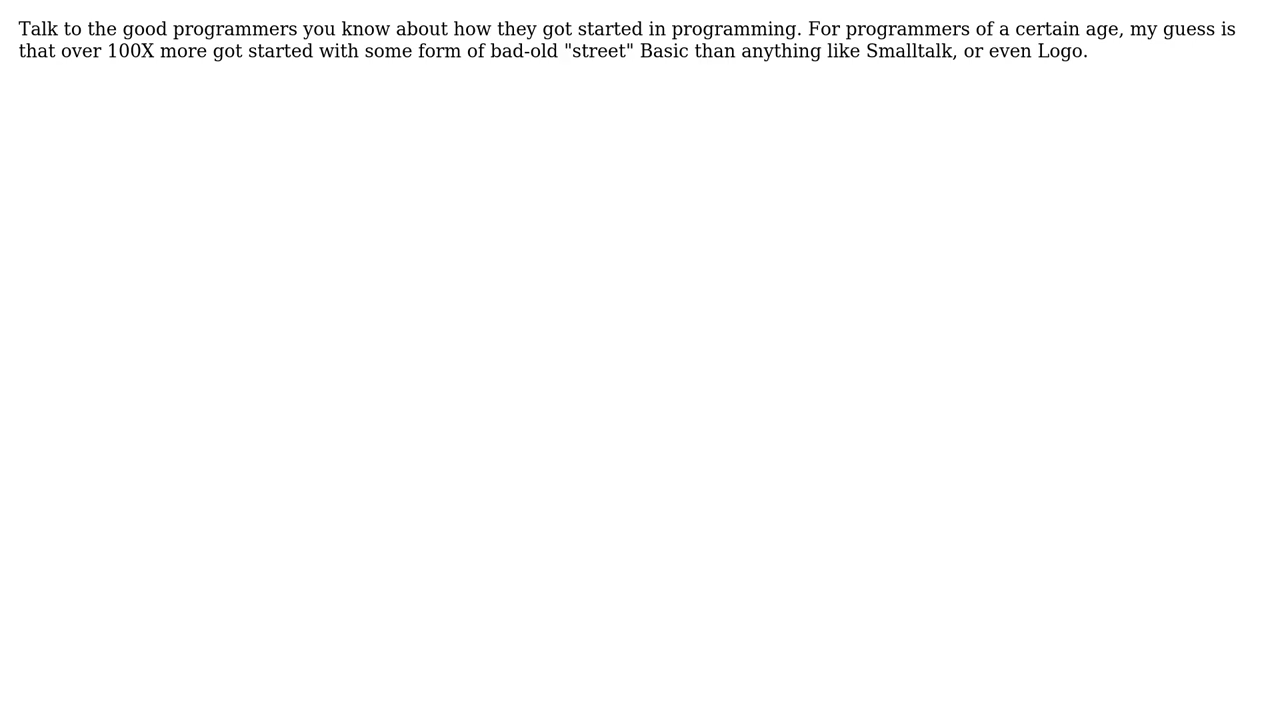 Talk to the good programmers you know about how they got started in programming. For programmers of a certain age, my guess is
that over 100X more got started with some form of bad-old "street" Basic than anything like Smalltalk, or even Logo.